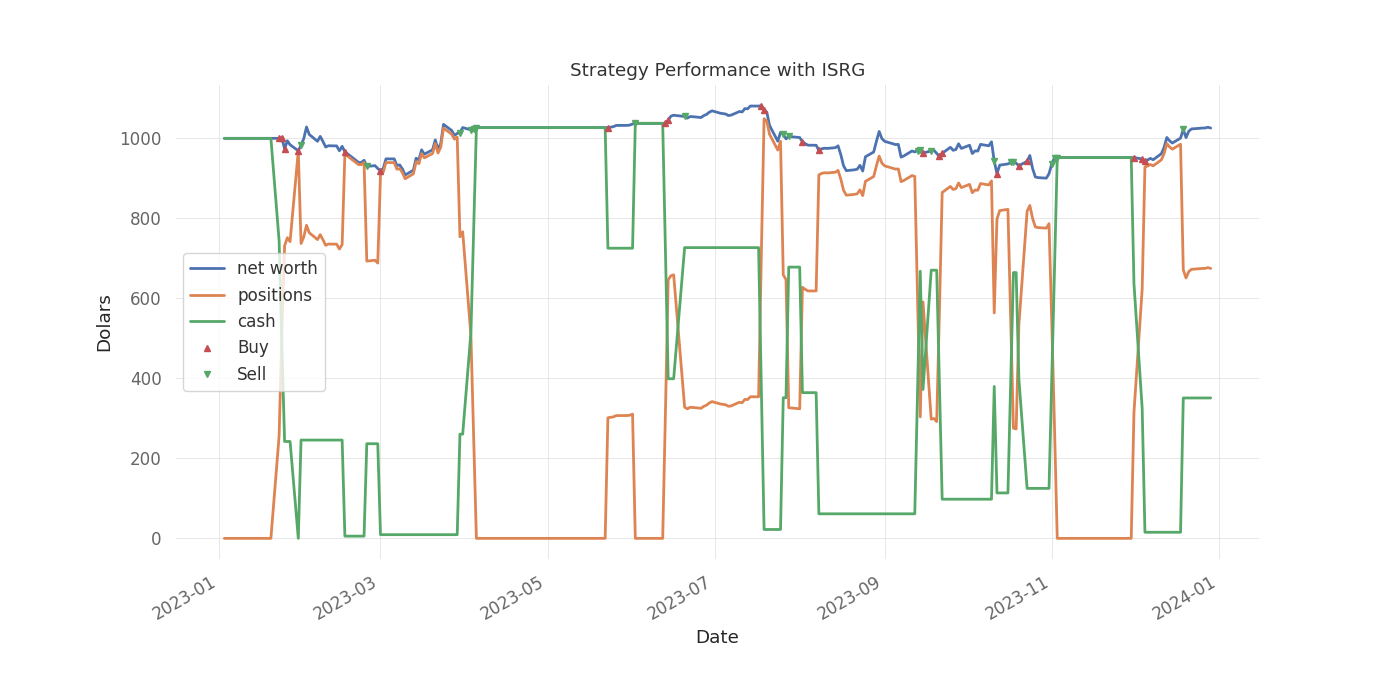 Strategy Performance with ISRG
Dolars
1000
800
600
400
200
0
net worth
positions
cash
Buy
Sell
2023-01
2023-03
2023-05
2023-07
2023-09
2023-11
2024-01
Date